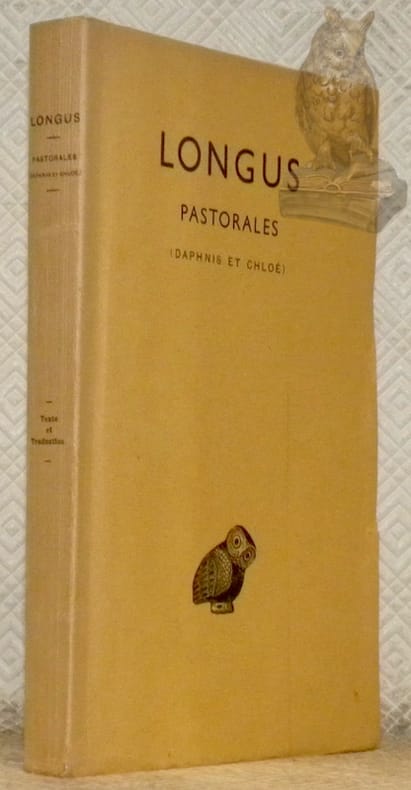 LONGUS
PASTORALES
(DAPHNIS ET CHLOÉ)
Texte
et
Traduction
LONGUS
PASTORALES
(DAPHNIS ET CHLOÉ)